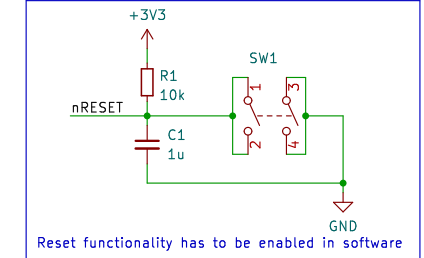 +3V3
SW1
R1
10k
1
3
nRESET
C1
1u
2
4
GND
Reset functionality has to be enabled in software